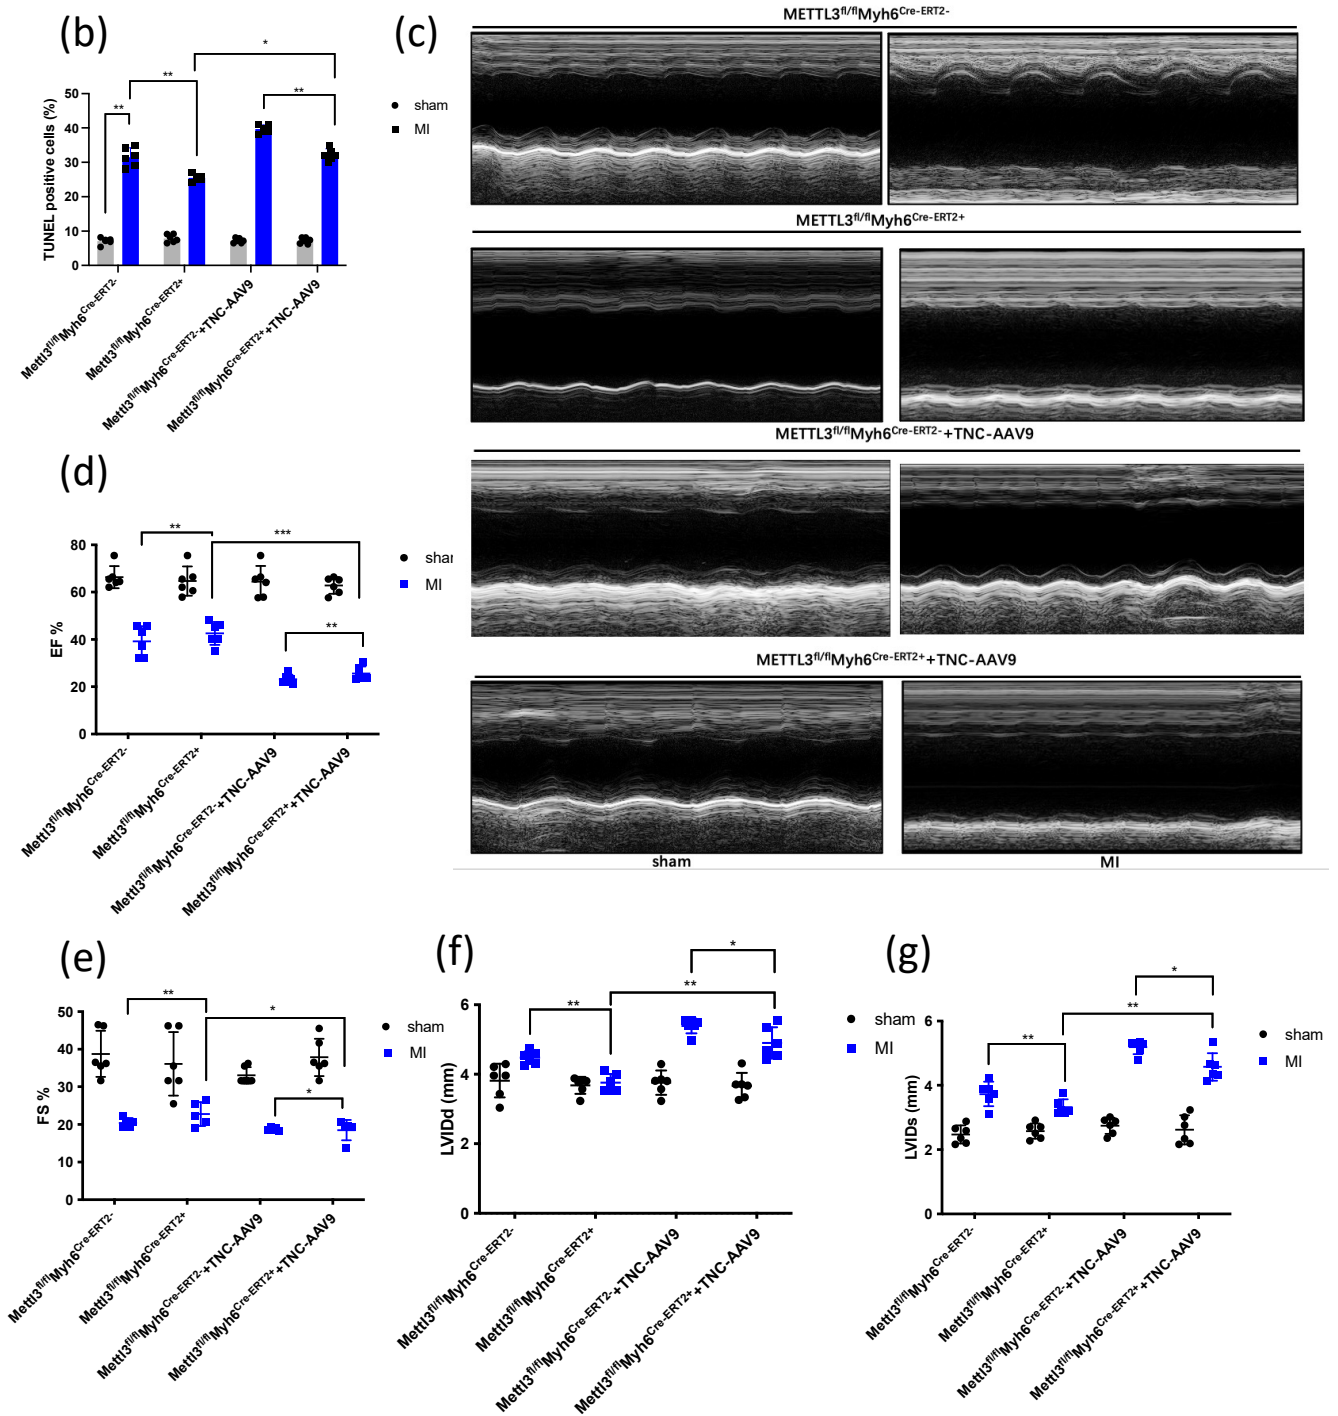 (b)
**
**
*
**
sham
MI
TUNEL positive cells (%)
50
40
30
20
10
0
Mettl3fl/flMyh6Cre-ERT2-
Mettl3fl/flMyh6Cre-ERT2+
Mettl3fl/flMyh6Cre-ERT2-+TNC-AAV9
Mettl3fl/flMyh6Cre-ERT2++TNC-AAV9
(c)
METTL3fl/flMyh6Cre-ERT2-
METTL3fl/flMyh6Cre-ERT2+
METTL3fl/flMyh6Cre-ERT2-+TNC-AAV9
METTL3fl/flMyh6Cre-ERT2++TNC-AAV9
sham
MI
(d)
**
***
**
shar
MI
EF %
80
60
40
20
0
Mettl3fl/flMyh6Cre-ERT2-
Mettl3fl/flMyh6Cre-ERT2+
Mettl3fl/flMyh6Cre-ERT2-+TNC-AAV9
Mettl3fl/flMyh6Cre-ERT2++TNC-AAV9
(e)
**
*
*
sham
MI
FS %
50
40
30
20
10
0
Mettl3fl/flMyh6Cre-ERT2-
Mettl3fl/flMyh6Cre-ERT2+
Mettl3fl/flMyh6Cre-ERT2-+TNC-AAV9
Mettl3fl/flMyh6Cre-ERT2++TNC-AAV9
(f)
**
**
*
sham
MI
LVIDd (mm)
6
4
2
0
Mettl3fl/flMyh6Cre-ERT2-
Mettl3fl/flMyh6Cre-ERT2+
Mettl3fl/flMyh6Cre-ERT2-+TNC-AAV9
Mettl3fl/flMyh6Cre-ERT2++TNC-AAV9
(g)
**
**
*
sham
MI
LVIDs (mm)
6
4
2
0
Mettl3fl/flMyh6Cre-ERT2-
Mettl3fl/flMyh6Cre-ERT2+
Mettl3fl/flMyh6Cre-ERT2-+TNC-AAV9
Mettl3fl/flMyh6Cre-ERT2++TNC-AAV9